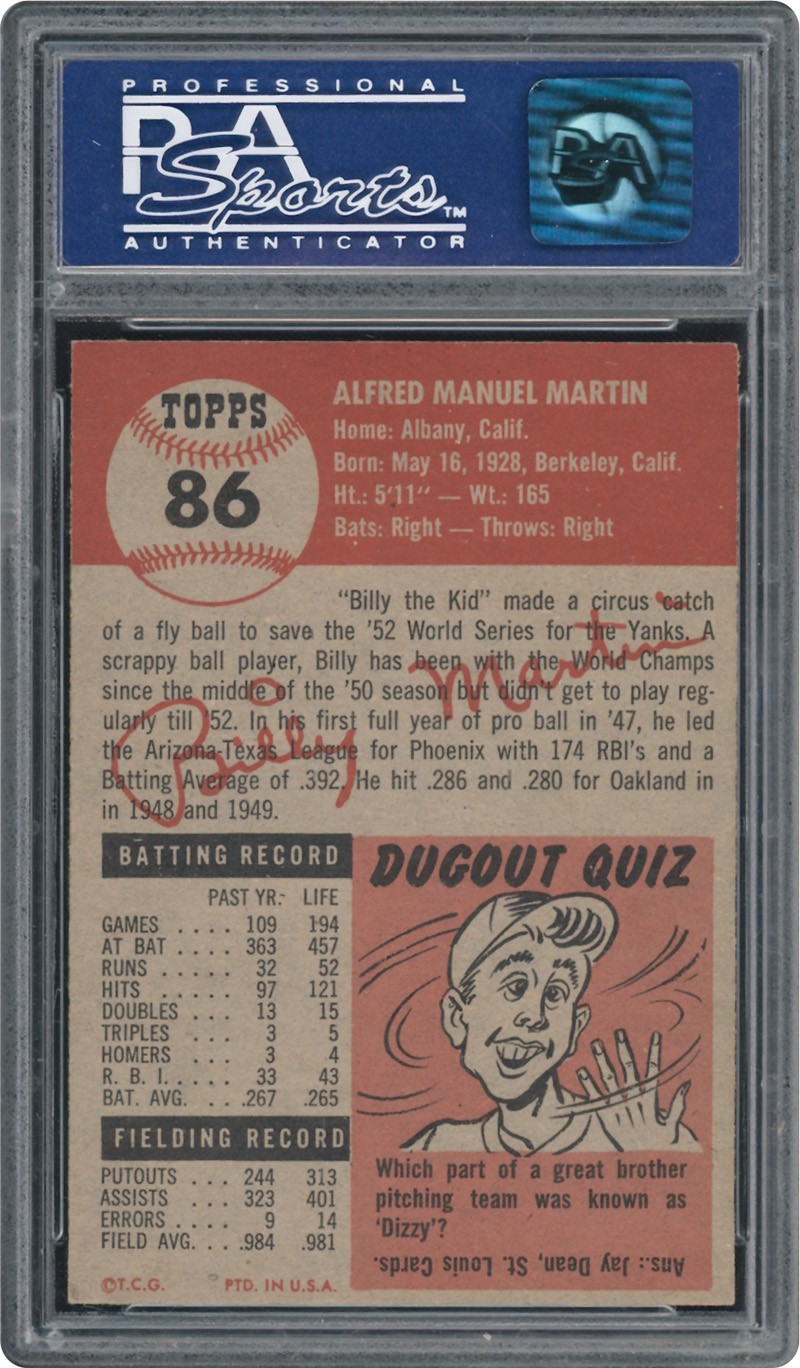 PROFESSIONAL
PSA
Sports™
AUTHENTICATOR
PSA
TOPPS
86
ALFRED MANUEL MARTIN
Home: Albany, Calif.
Born: May 16, 1928, Berkeley, Calif.
Ht.: 5'11" — Wt.: 165
Bats: Right — Throws: Right
"Billy the Kid" made a circus catch
of a fly ball to save the '52 World Series for the Yanks. A
scrappy ball player, Billy has been with the World Champs
since the middle of the '50 season but didn't get to play reg-
ularly till '52. In his first full year of pro ball in '47, he led
the Arizona-Texas League for Phoenix with 174 RBI's and a
Batting Average of .392. He hit .286 and .280 for Oakland in
in 1948 and 1949.
Billy Martin
BATTING RECORD
PAST YR. LIFE
GAMES .... 109 194
AT BAT .... 363 457
RUNS ..... 32 52
HITS ..... 97 121
DOUBLES ... 13 15
TRIPLES ... 3 5
HOMERS ... 3 4
R. B. I. .... 33 43
BAT. AVG. ... .267 .265
FIELDING RECORD
PUTOUTS ... 244 313
ASSISTS ... 323 401
ERRORS .... 9 14
FIELD AVG. ... .984 .981
©T.C.G. PTD. IN U.S.A.
DUGOUT QUIZ
Which part of a great brother
pitching team was known as
'Dizzy'?
Ans.: Jay Dean, St. Louis Cards.